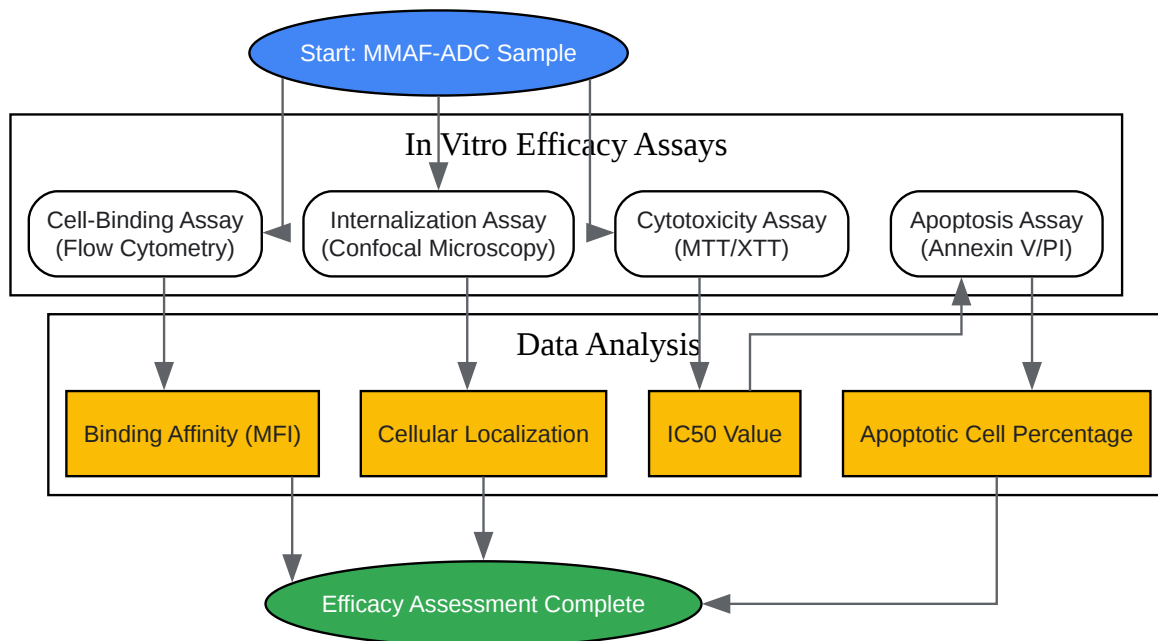 Start: MMAF-ADC Sample
In Vitro Efficacy Assays
Cell-Binding Assay
(Flow Cytometry)
Internalization Assay
(Confocal Microscopy)
Cytotoxicity Assay
(MTT/XTT)
Apoptosis Assay
(Annexin V/PI)
Data Analysis
Binding Affinity (MFI)
Cellular Localization
IC50 Value
Apoptotic Cell Percentage
Efficacy Assessment Complete